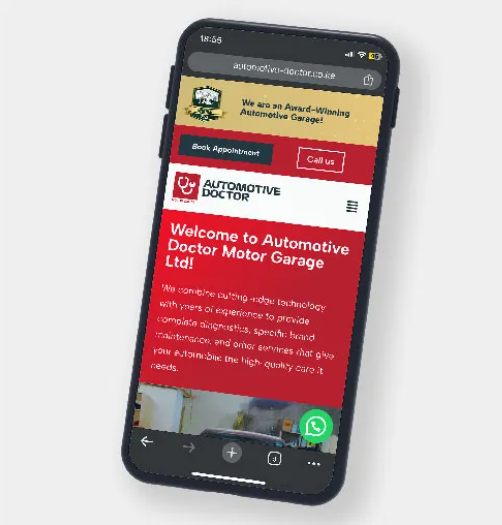 18:56
automotive-doctor.co.ke
We are an Award-Winning
Automotive Garage!
Book Appointment
Call us
AUTOMOTIVE
DOCTOR
Welcome to Automotive
Doctor Motor Garage
Ltd!
We combine cutting-edge technology
with years of experience to provide
complete diagnostics, specific brand
maintenance, and other services that give
your automobile the high-quality care it
needs.